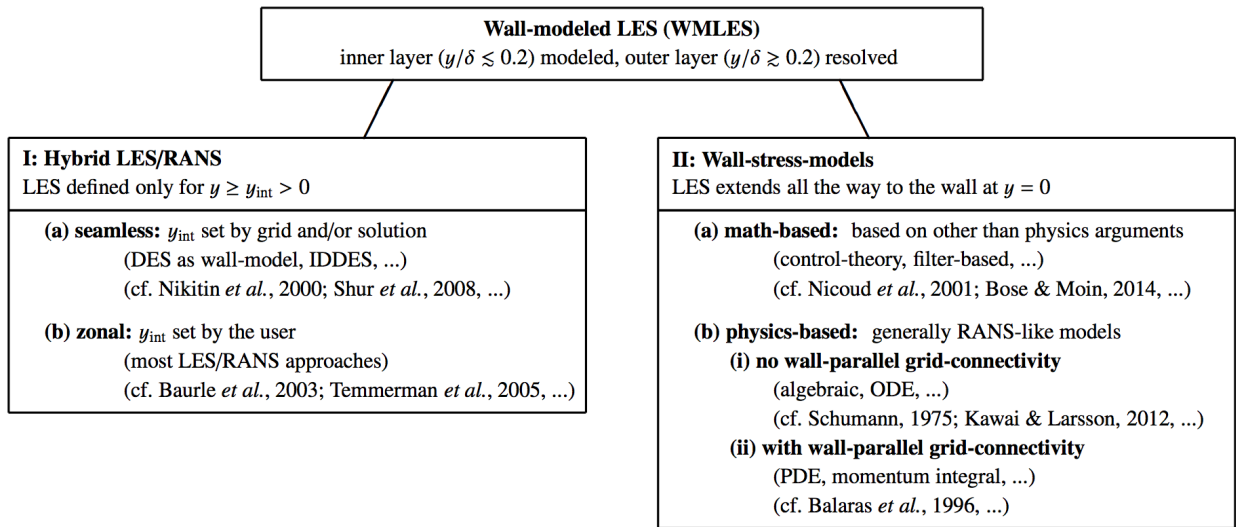 Wall-modeled LES (WMLES)
inner layer (y/δ ≲ 0.2) modeled, outer layer (y/δ ≳ 0.2) resolved
I: Hybrid LES/RANS
LES defined only for y ≥ y_int > 0
(a) seamless: y_int set by grid and/or solution
(DES as wall-model, IDDES, ...)
(cf. Nikitin et al., 2000; Shur et al., 2008, ...)
(b) zonal: y_int set by the user
(most LES/RANS approaches)
(cf. Baurle et al., 2003; Temmerman et al., 2005, ...)
II: Wall-stress-models
LES extends all the way to the wall at y = 0
(a) math-based: based on other than physics arguments
(control-theory, filter-based, ...)
(cf. Nicoud et al., 2001; Bose & Moin, 2014, ...)
(b) physics-based: generally RANS-like models
(i) no wall-parallel grid-connectivity
(algebraic, ODE, ...)
(cf. Schumann, 1975; Kawai & Larsson, 2012, ...)
(ii) with wall-parallel grid-connectivity
(PDE, momentum integral, ...)
(cf. Balaras et al., 1996, ...)